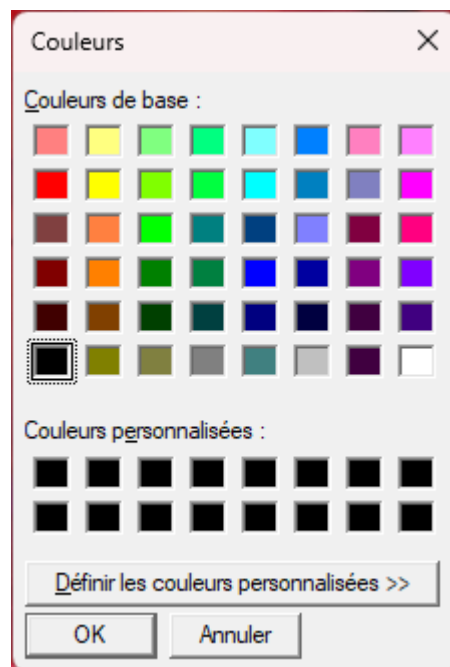 Couleurs
Couleurs de base :
Couleurs personnalisées :
Définir les couleurs personnalisées >>
OK
Annuler